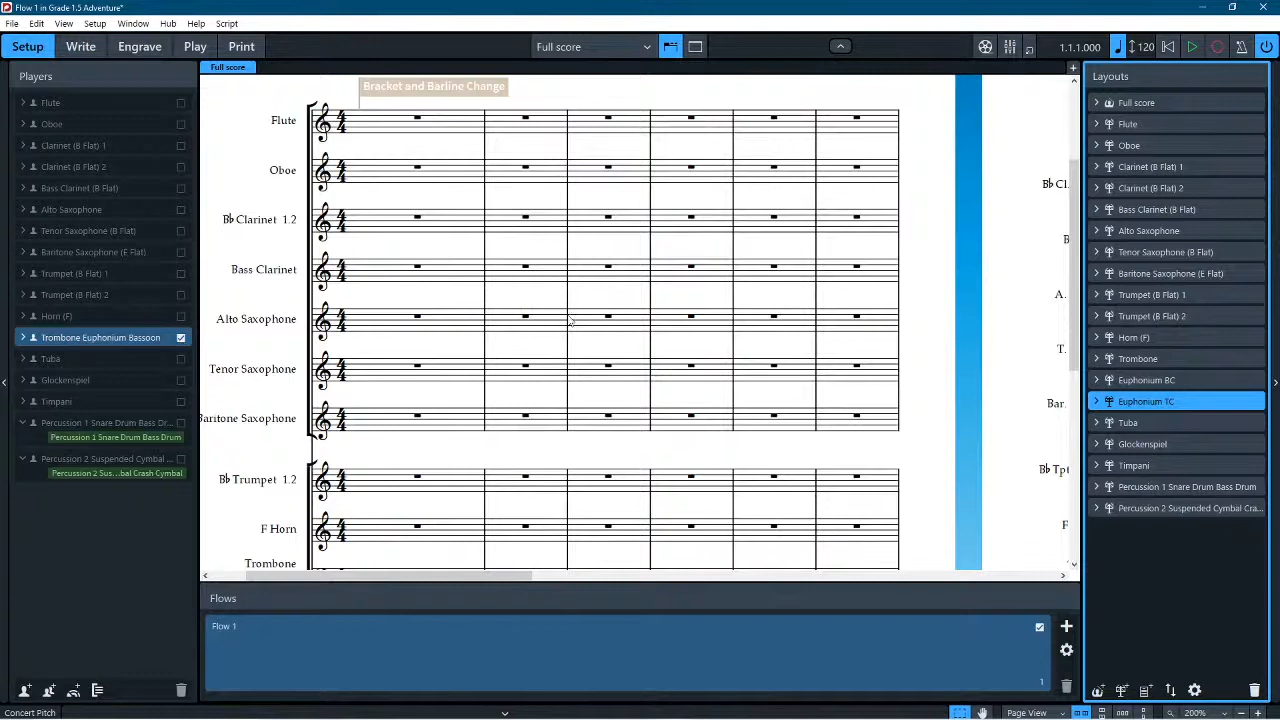 Flow 1 in Grade 1.5 Adventure*
File Edit View Setup Window Hub Help Script
Setup Write Engrave Play Print Full score 1.1.1.000 120
Players
Flute
Oboe
Clarinet (B Flat) 1
Clarinet (B Flat) 2
Bass Clarinet (B Flat)
Alto Saxophone
Tenor Saxophone (B Flat)
Baritone Saxophone (E Flat)
Trumpet (B Flat) 1
Trumpet (B Flat) 2
Horn (F)
Trombone Euphonium Bassoon
Tuba
Glockenspiel
Timpani
Percussion 1 Snare Drum Bass Dr...
Percussion 1 Snare Drum Bass Drum
Percussion 2 Suspended Cymbal ...
Percussion 2 Sus...bal Crash Cymbal
Full score
Bracket and Barline Change
Flute
Oboe
B♭ Clarinet 1.2
Bass Clarinet
Alto Saxophone
Tenor Saxophone
Baritone Saxophone
B♭ Trumpet 1.2
F Horn
Trombone
B♭ Cl.
B
A.
T.
Bar.
B♭ Tpt
F
Flows
Flow 1
1
Layouts
Full score
Flute
Oboe
Clarinet (B Flat) 1
Clarinet (B Flat) 2
Bass Clarinet (B Flat)
Alto Saxophone
Tenor Saxophone (B Flat)
Baritone Saxophone (E Flat)
Trumpet (B Flat) 1
Trumpet (B Flat) 2
Horn (F)
Trombone
Euphonium BC
Euphonium TC
Tuba
Glockenspiel
Timpani
Percussion 1 Snare Drum Bass Drum
Percussion 2 Suspended Cymbal Cra...
Concert Pitch Page View 200%